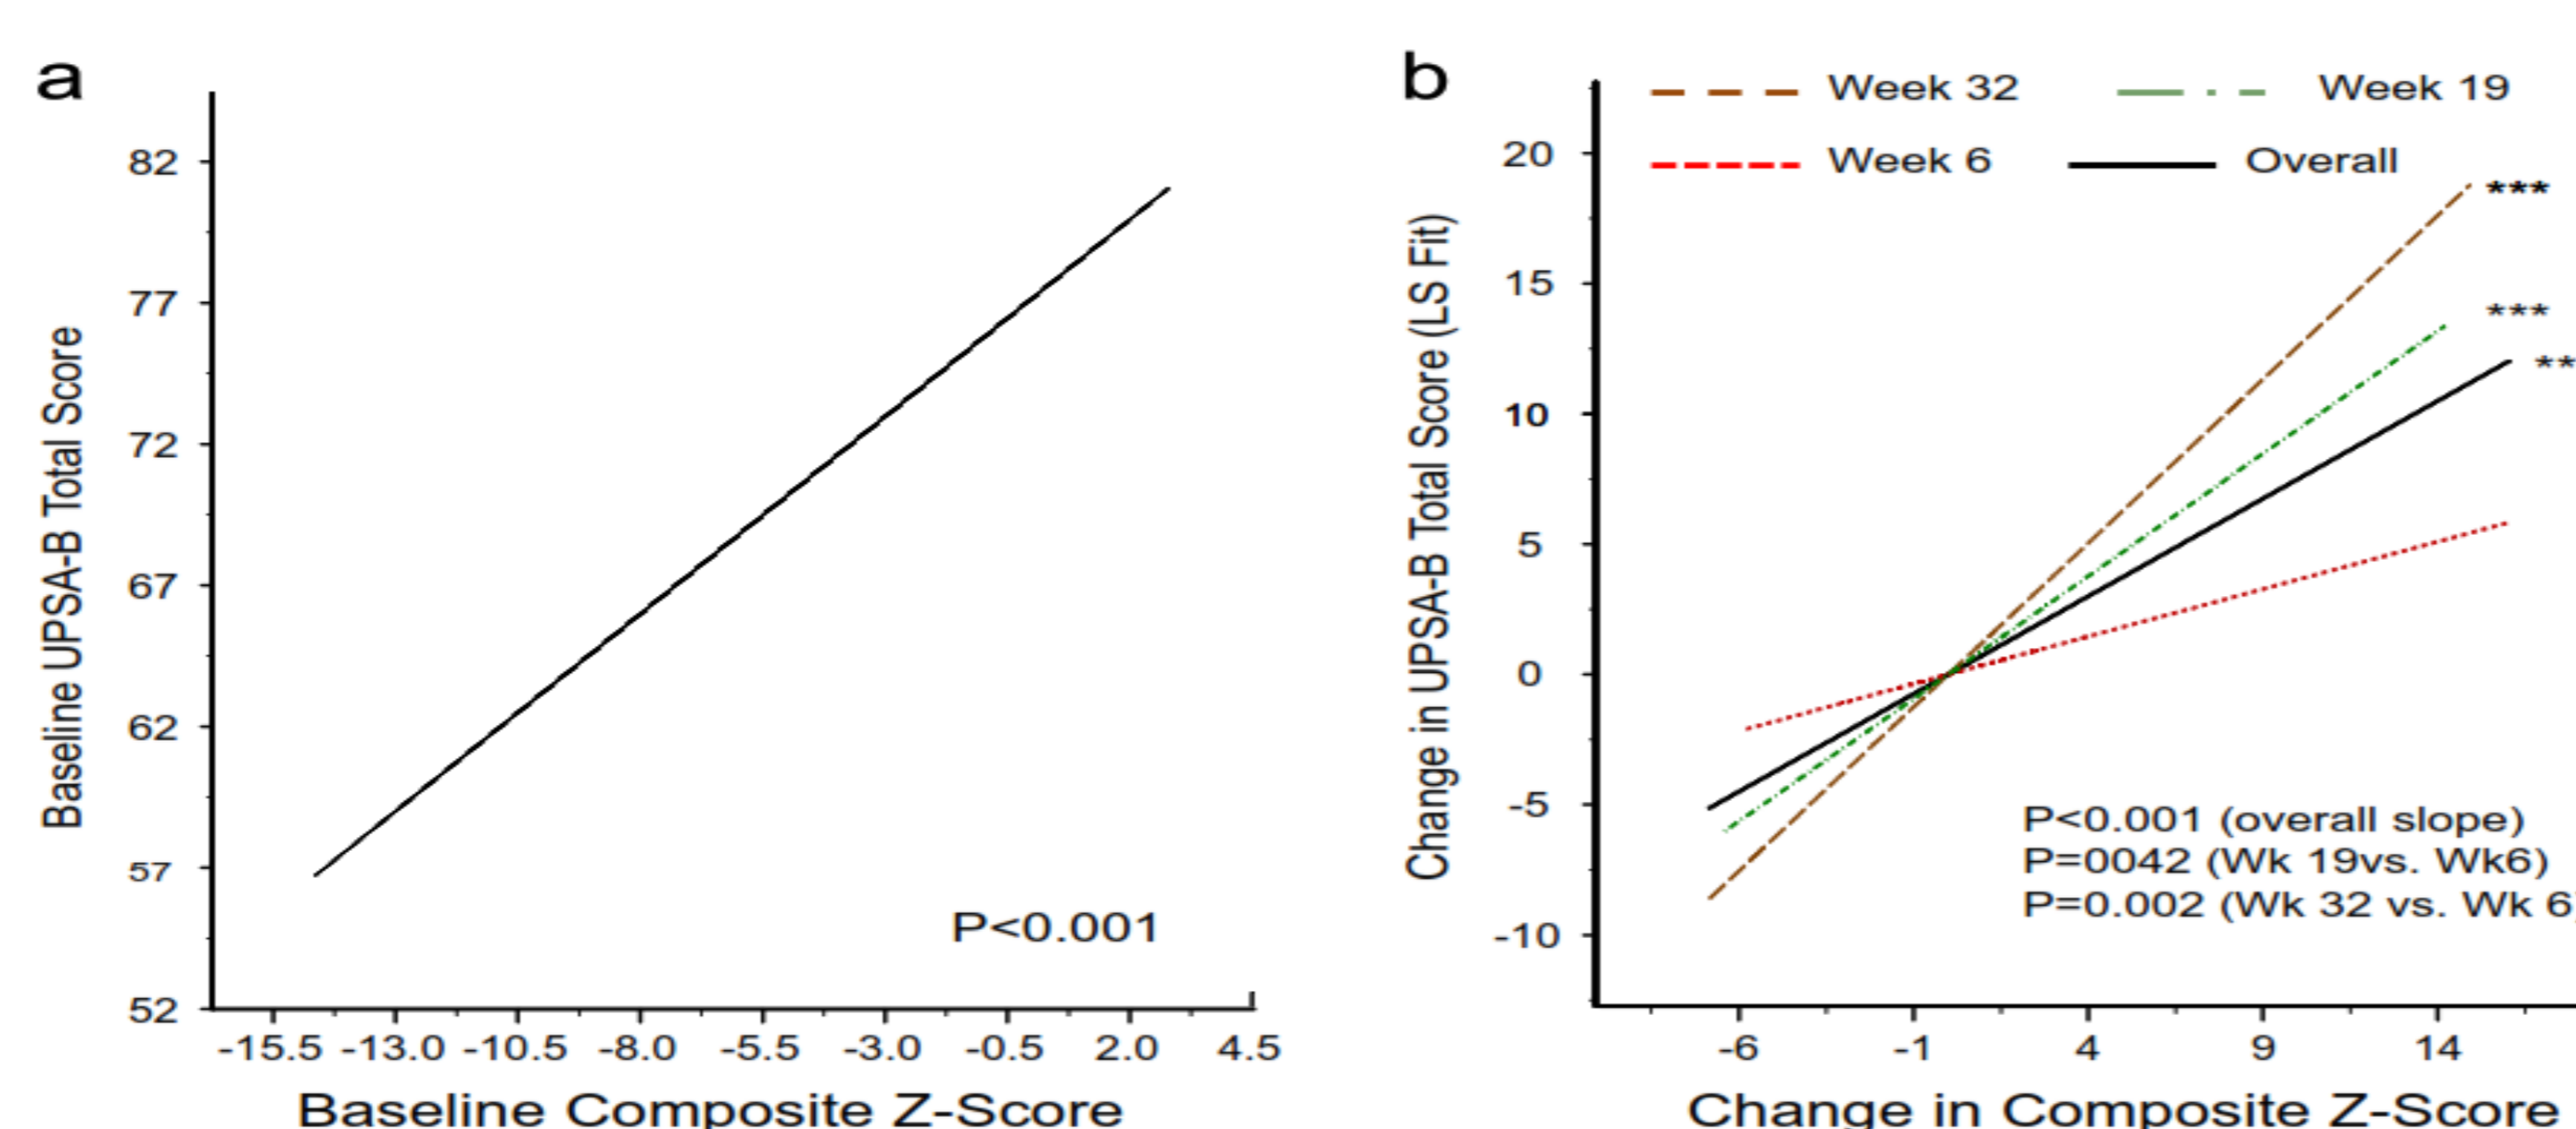 a
82
77
72
67
62
57
52
Baseline UPSA-B Total Score
P<0.001
-15.5 -13.0 -10.5 -8.0 -5.5 -3.0 -0.5 2.0 4.5
Baseline Composite Z-Score
b
Week 32 Week 19
Week 6 Overall
20
15
10
5
0
-5
-10
Change in UPSA-B Total Score (LS Fit)
***
***
**
P<0.001 (overall slope)
P=0042 (Wk 19vs. Wk6)
P=0.002 (Wk 32 vs. Wk 6)
-6 -1 4 9 14
Change in Composite Z-Score